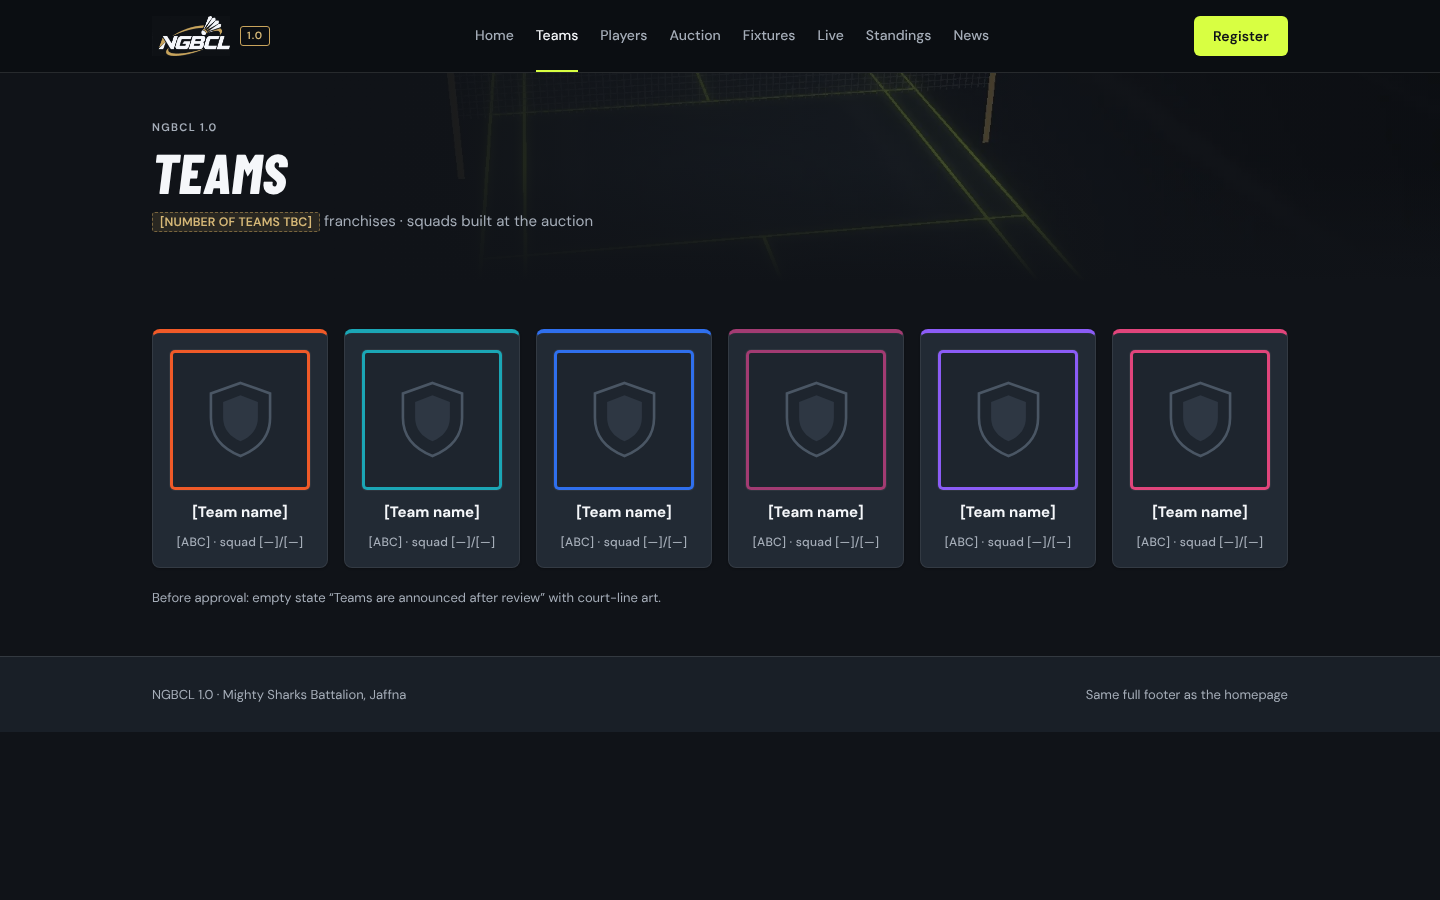 NGBCL 1.0 Home Teams Players Auction Fixtures Live Standings News Register
NGBCL 1.0
TEAMS
[NUMBER OF TEAMS TBC] franchises · squads built at the auction
[Team name] [Team name] [Team name] [Team name] [Team name] [Team name]
[ABC] · squad [—]/[—] [ABC] · squad [—]/[—] [ABC] · squad [—]/[—] [ABC] · squad [—]/[—] [ABC] · squad [—]/[—] [ABC] · squad [—]/[—]
Before approval: empty state “Teams are announced after review” with court-line art.
NGBCL 1.0 · Mighty Sharks Battalion, Jaffna Same full footer as the homepage